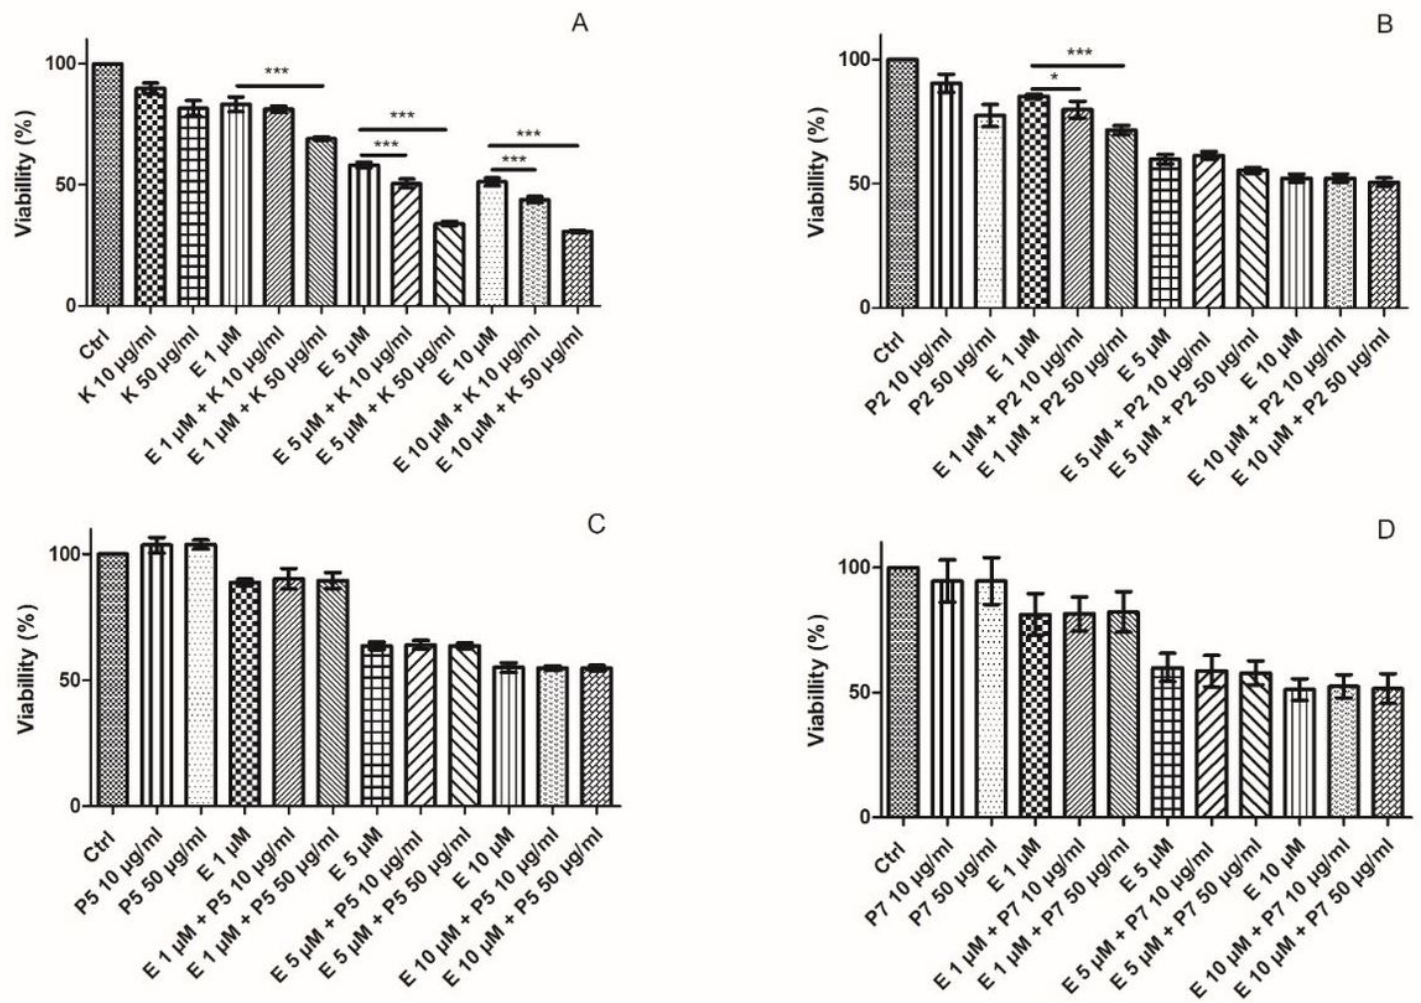 A
Viabillity (%)
100
50
0
***
***
***
***
***
Ctrl
K 10 µg/ml
K 50 µg/ml
E 1 µM
E 1 µM + K 10 µg/ml
E 1 µM + K 50 µg/ml
E 5 µM
E 5 µM + K 10 µg/ml
E 5 µM + K 50 µg/ml
E 10 µM
E 10 µM + K 10 µg/ml
E 10 µM + K 50 µg/ml
B
Viabillity (%)
100
50
0
***
*
Ctrl
P2 10 µg/ml
P2 50 µg/ml
E 1 µM
E 1 µM + P2 10 µg/ml
E 1 µM + P2 50 µg/ml
E 5 µM
E 5 µM + P2 10 µg/ml
E 5 µM + P2 50 µg/ml
E 10 µM
E 10 µM + P2 10 µg/ml
E 10 µM + P2 50 µg/ml
C
Viabillity (%)
100
50
0
Ctrl
P5 10 µg/ml
P5 50 µg/ml
E 1 µM
E 1 µM + P5 10 µg/ml
E 1 µM + P5 50 µg/ml
E 5 µM
E 5 µM + P5 10 µg/ml
E 5 µM + P5 50 µg/ml
E 10 µM
E 10 µM + P5 10 µg/ml
E 10 µM + P5 50 µg/ml
D
Viabillity (%)
100
50
0
Ctrl
P7 10 µg/ml
P7 50 µg/ml
E 1 µM
E 1 µM + P7 10 µg/ml
E 1 µM + P7 50 µg/ml
E 5 µM
E 5 µM + P7 10 µg/ml
E 5 µM + P7 50 µg/ml
E 10 µM
E 10 µM + P7 10 µg/ml
E 10 µM + P7 50 µg/ml